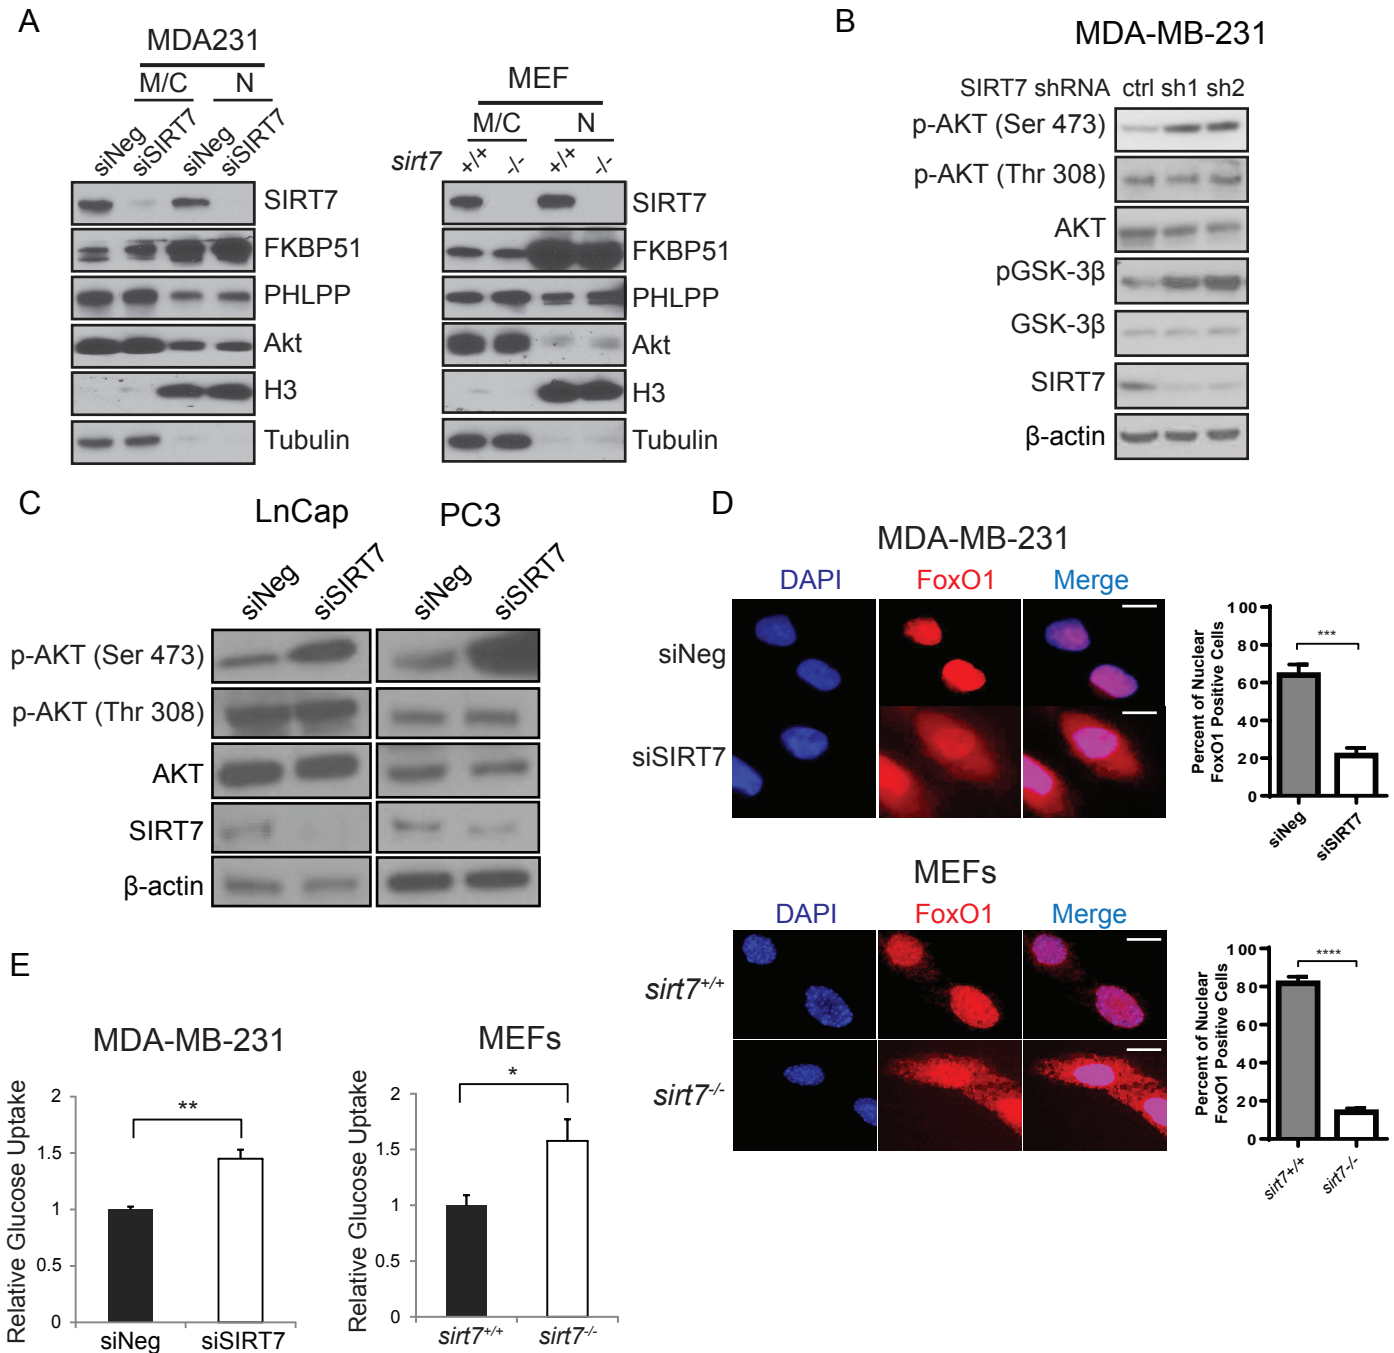 A
MDA231
M/C N
siNeg siSIRT7 siNeg siSIRT7
SIRT7
FKBP51
PHLPP
Akt
H3
Tubulin
MEF
M/C N
sirt7 +/+ -/- +/+ -/-
SIRT7
FKBP51
PHLPP
Akt
H3
Tubulin
B
MDA-MB-231
SIRT7 shRNA ctrl sh1 sh2
p-AKT (Ser 473)
p-AKT (Thr 308)
AKT
pGSK-3β
GSK-3β
SIRT7
β-actin
C
LnCap PC3
siNeg siSIRT7 siNeg siSIRT7
p-AKT (Ser 473)
p-AKT (Thr 308)
AKT
SIRT7
β-actin
D
MDA-MB-231
DAPI FoxO1 Merge
siNeg
siSIRT7
Percent of Nuclear
FoxO1 Positive Cells
100
80
60
40
20
0
***
siNeg siSIRT7
MEFs
DAPI FoxO1 Merge
sirt7+/+
sirt7-/-
Percent of Nuclear
FoxO1 Positive Cells
100
80
60
40
20
0
****
sirt7+/+ sirt7-/-
E
MDA-MB-231
Relative Glucose Uptake
2
1.5
1
0.5
0
**
siNeg siSIRT7
MEFs
Relative Glucose Uptake
2
1.5
1
0.5
0
*
sirt7+/+ sirt7-/-